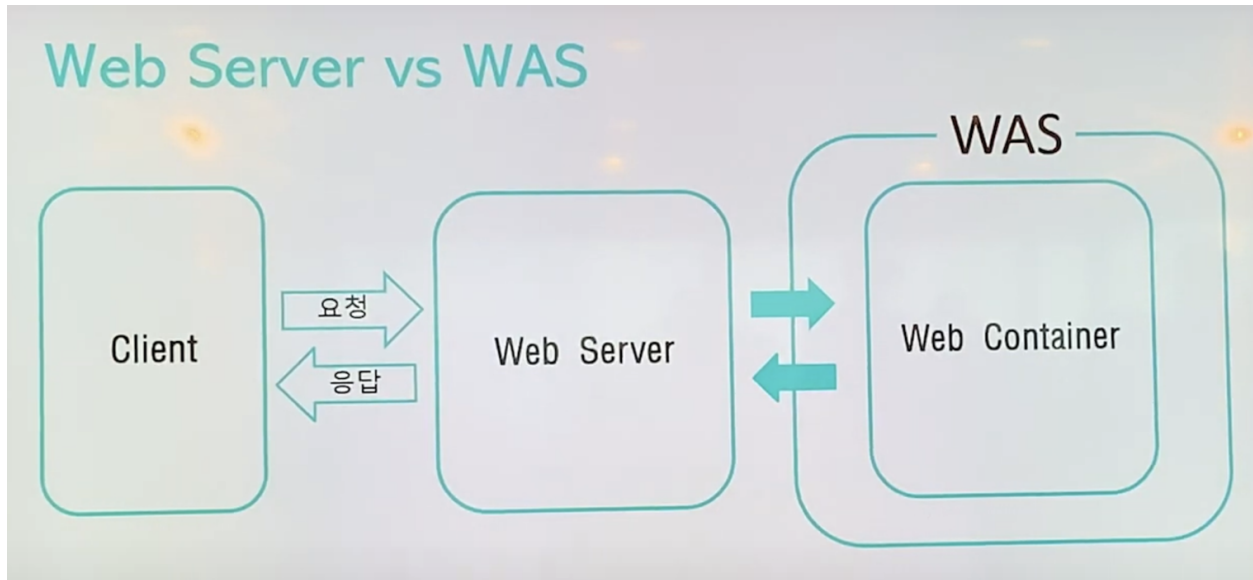 Web Server vs WAS
WAS
Client
요청
응답
Web Server
Web Container